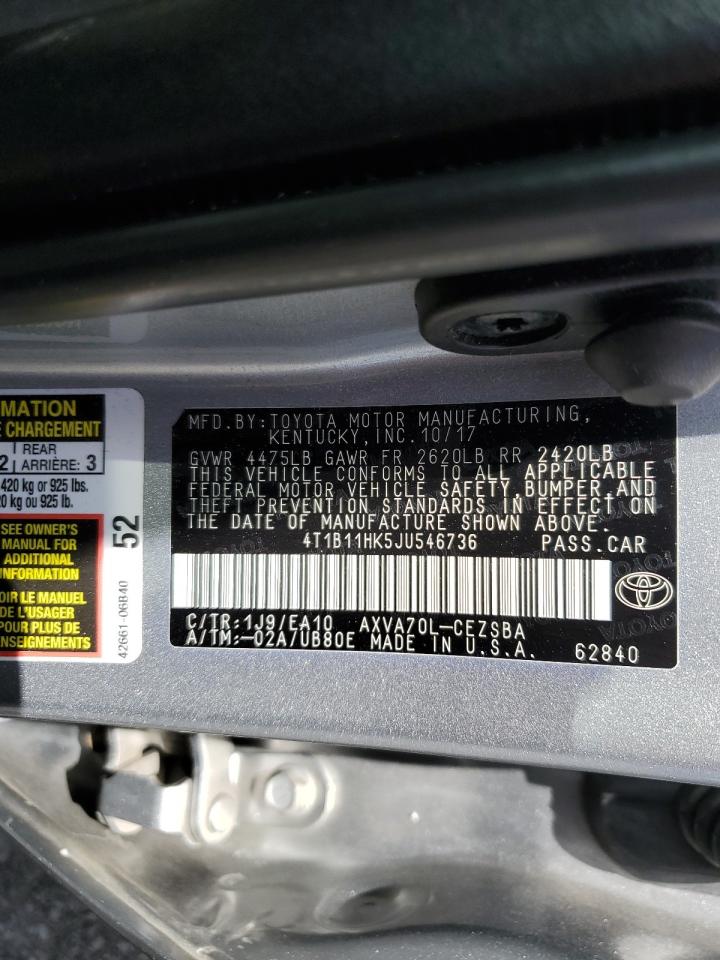 MATION
E CHARGEMENT
2 REAR
ARRIÈRE: 3
420 kg or 925 lbs.
20 kg ou 925 lb.
SEE OWNER'S
MANUAL FOR
ADDITIONAL
INFORMATION
OIR LE MANUEL
DE L'USAGER
POUR PLUS DE
ENSEIGNEMENTS
52
42661-06B40
MFD.BY:TOYOTA MOTOR MANUFACTURING,
KENTUCKY,INC.10/17
GVWR 4475LB GAWR FR 2620LB RR 2420LB
THIS VEHICLE CONFORMS TO ALL APPLICABLE
FEDERAL MOTOR VEHICLE SAFETY,BUMPER,AND
THEFT PREVENTION STANDARDS IN EFFECT ON
THE DATE OF MANUFACTURE SHOWN ABOVE.
4T1B11HK5JU546736 PASS.CAR
C/TR:1J9/EA10 AXVA70L-CEZSBA
A/TM:-02A/UB80E MADE IN U.S.A. 62840